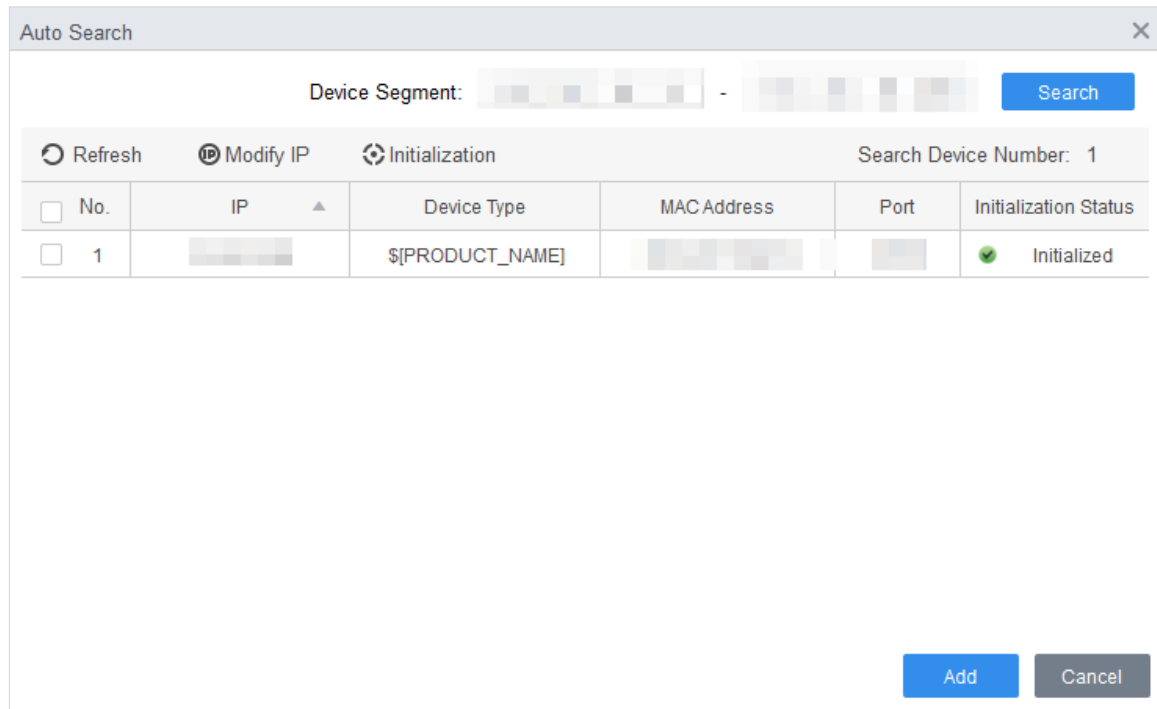 Auto Search
Device Segment: - Search
Refresh Modify IP Initialization Search Device Number: 1
No. IP Device Type MAC Address Port Initialization Status
1 $[PRODUCT_NAME] Initialized
Add Cancel